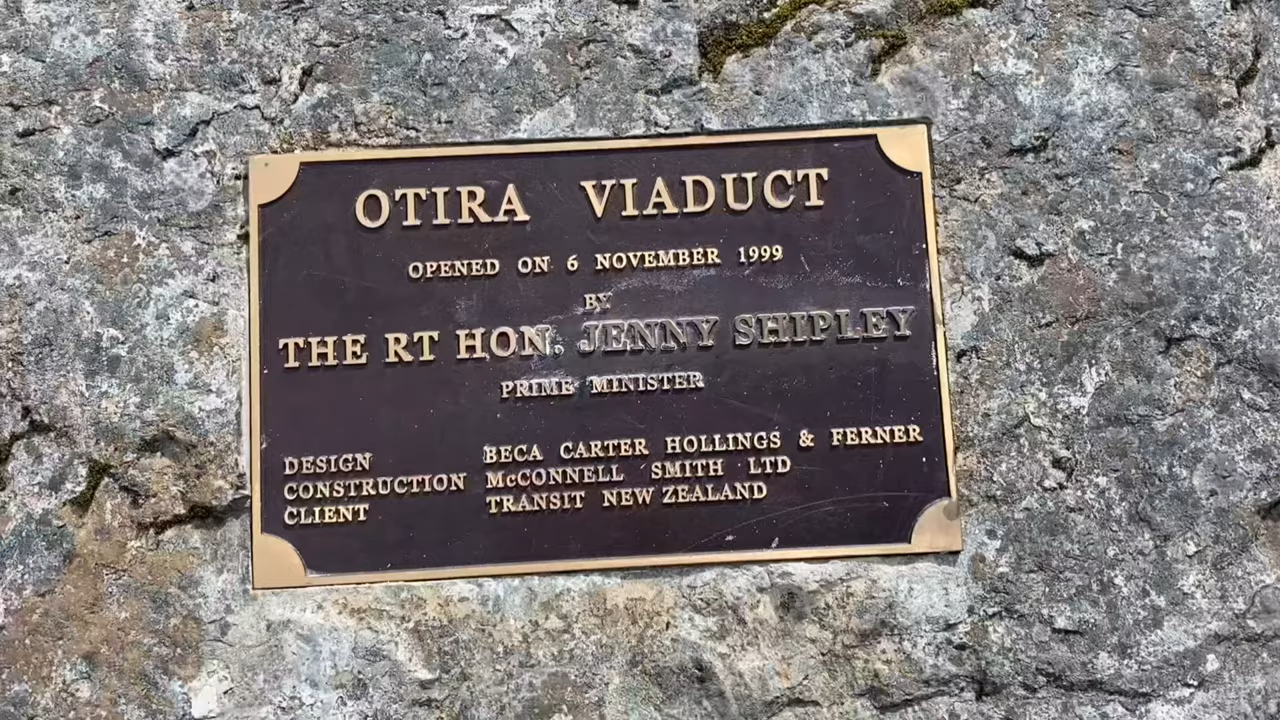 OTIRA VIADUCT
OPENED ON 6 NOVEMBER 1999
BY
THE RT HON. JENNY SHIPLEY
PRIME MINISTER
DESIGN BECA CARTER HOLLINGS & FERNER
CONSTRUCTION McCONNELL SMITH LTD
CLIENT TRANSIT NEW ZEALAND